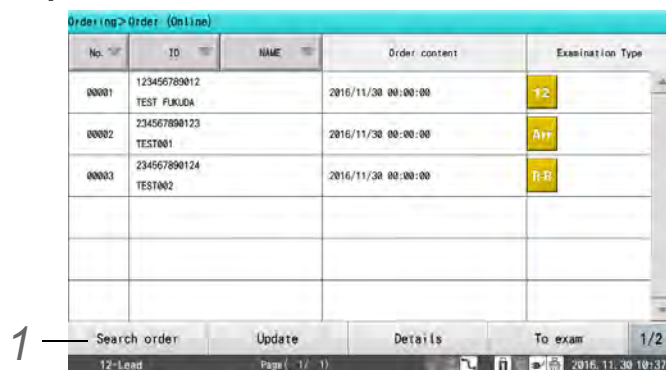 Ordering>Order (Online)
No. ID NAME Order content Examination Type
00001 123456789012 TEST FUKUDA 2016/11/30 00:00:00 12
00002 234567890123 TEST001 2016/11/30 00:00:00 Arr
00003 234567890124 TEST002 2016/11/30 00:00:00 R-R
1 Search order Update Details To exam 1/2
12-Lead Page( 1/ 1) 2016.11.30 10:37